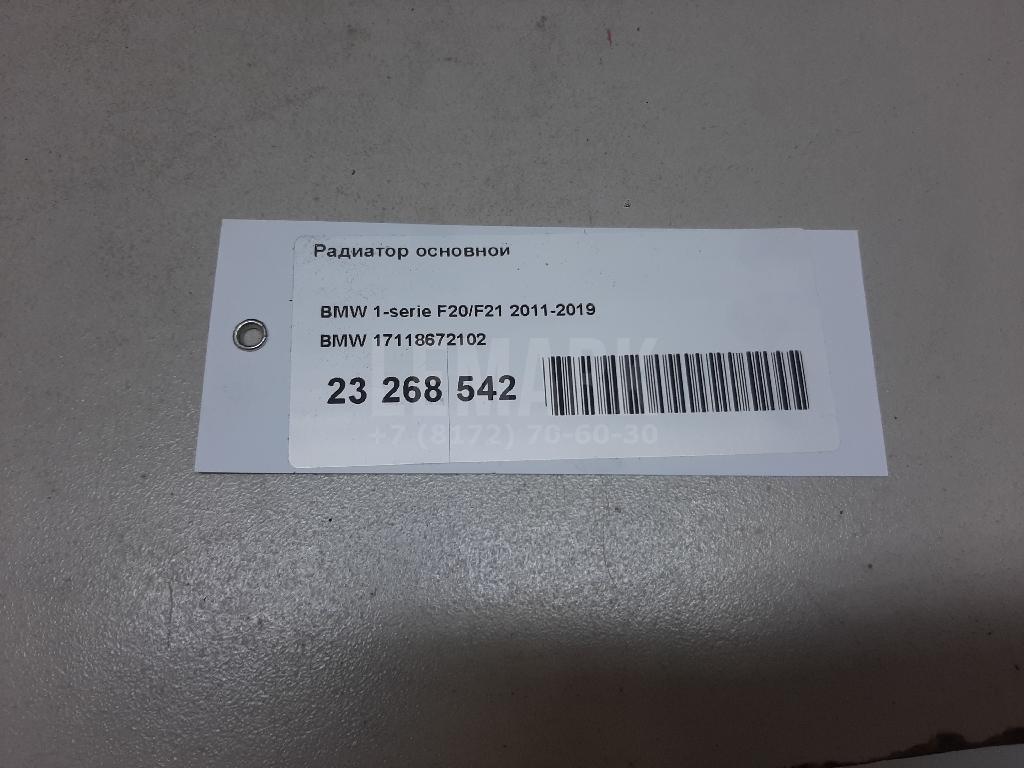 Радиатор основной
BMW 1-serie F20/F21 2011-2019
BMW 17118672102
23 268 542
LEMARK
+7 (8172) 70-60-30